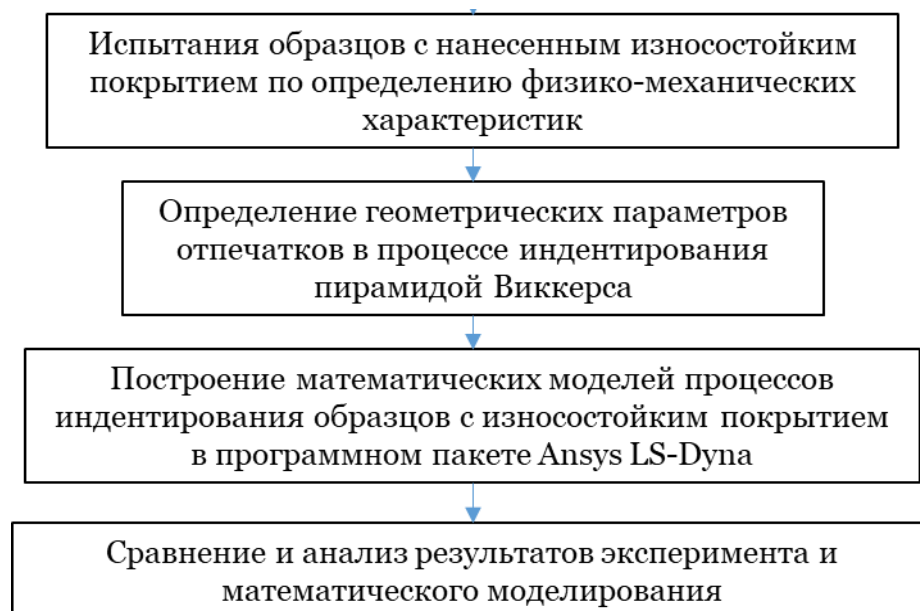 Испытания образцов с нанесенным износостойким
покрытием по определению физико-механических
характеристик
Определение геометрических параметров
отпечатков в процессе индентирования
пирамидой Виккерса
Построение математических моделей процессов
индентирования образцов с износостойким покрытием
в программном пакете Ansys LS-Dyna
Сравнение и анализ результатов эксперимента и
математического моделирования